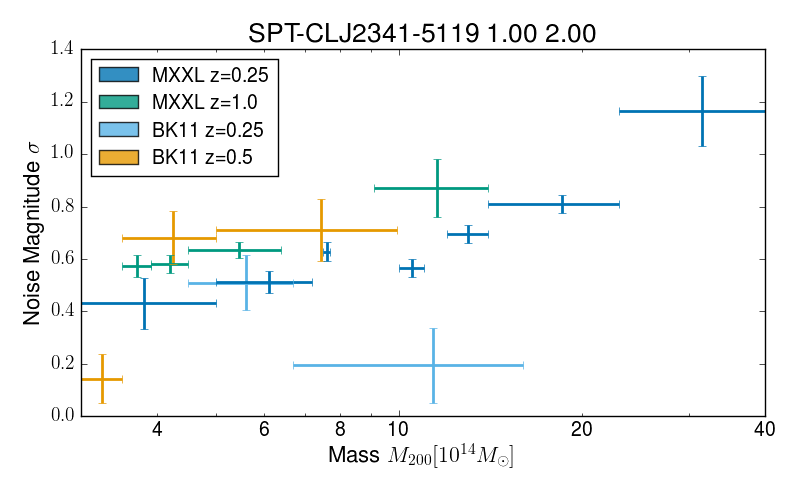 SPT-CLJ2341-5119 1.00 2.00
1.4
1.2
1.0
0.8
0.6
0.4
0.2
0.0
Noise Magnitude σ
MXXL z=0.25
MXXL z=1.0
BK11 z=0.25
BK11 z=0.5
4 6 8 10 20 40
Mass M₂₀₀[10¹⁴M☉]